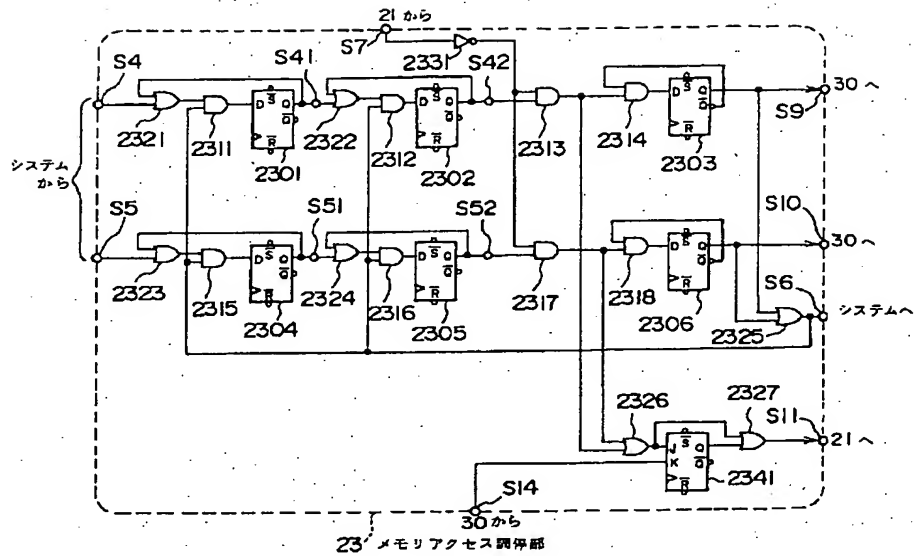 21 から
S7
2331
S4
S41
S42
2321
2311
D S Q
Q
R
2301
2322
2312
D S Q
Q
R
2302
2313
2314
D S Q
Q
R
2303
30 へ
S9
システム
から
S5
S51
S52
S10
30 へ
2323
2315
D S Q
Q
R
2304
2324
2316
D S Q
Q
R
2305
2317
2318
D S Q
Q
R
2306
S6
システムへ
2325
2326
2327
S11
21 へ
J S Q
K Q
R
2341
S14
30 から
23 メモリアクセス調停部